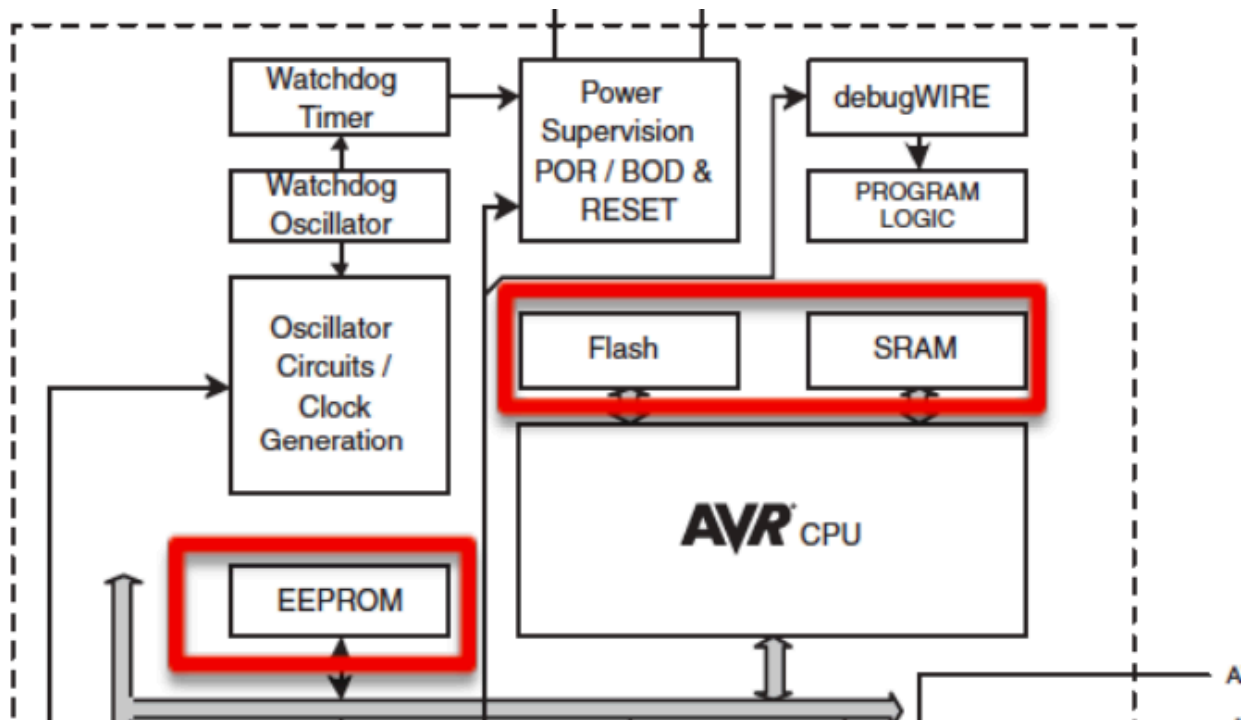 Watchdog
Timer
Power
Supervision
POR / BOD &
RESET
debugWIRE
Watchdog
Oscillator
PROGRAM
LOGIC
Oscillator
Circuits /
Clock
Generation
Flash
SRAM
AVR CPU
EEPROM
A